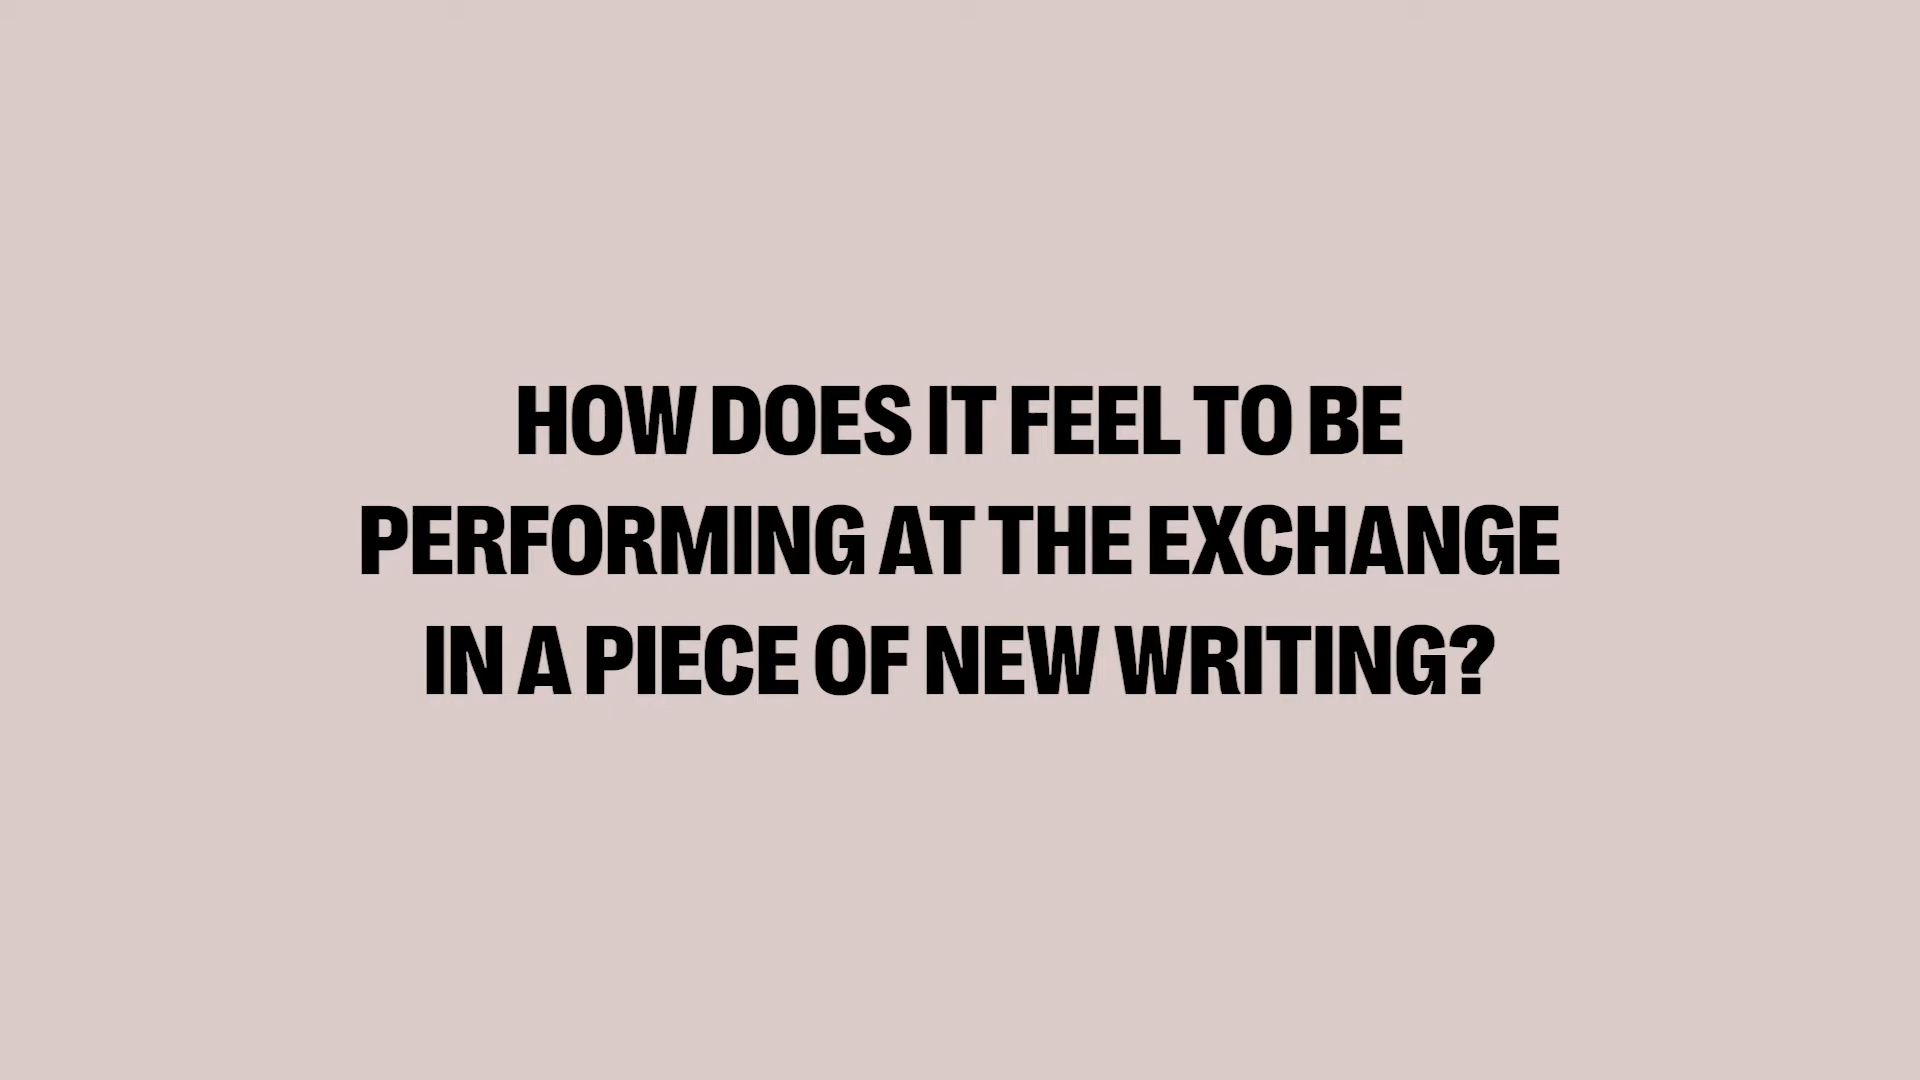 HOW DOES IT FEEL TO BE
PERFORMING AT THE EXCHANGE
IN A PIECE OF NEW WRITING?